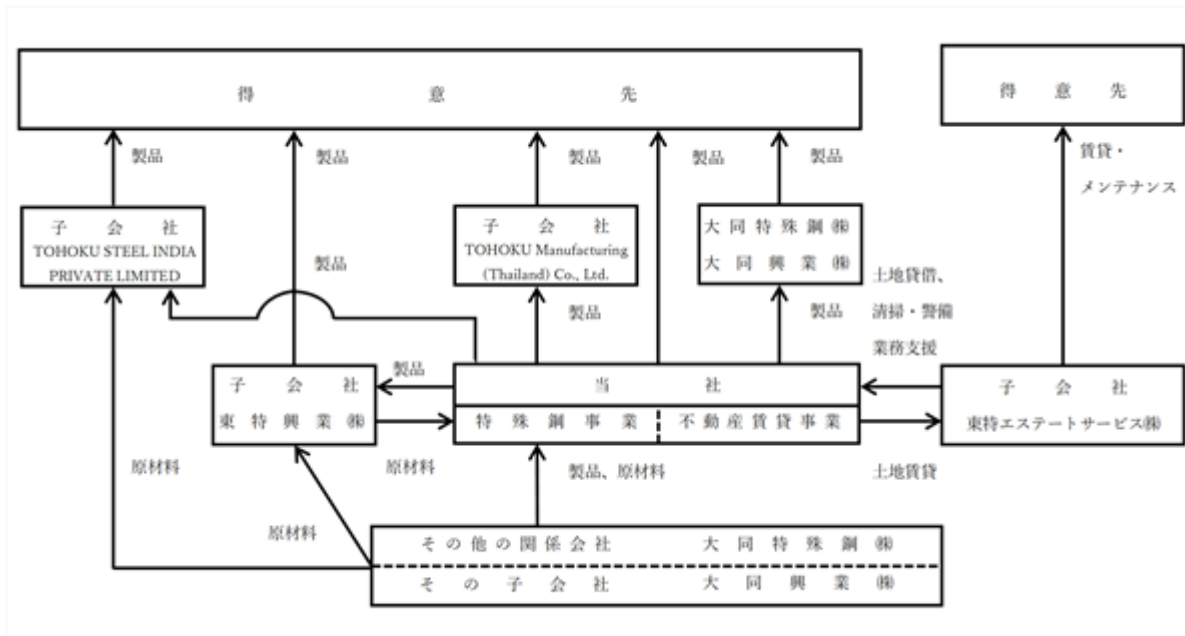 得意先
得意先
製品
製品
製品
製品
製品
賃貸・
メンテナンス
子会社
TOHOKU STEEL INDIA
PRIVATE LIMITED
子会社
TOHOKU Manufacturing
(Thailand) Co., Ltd.
大同特殊鋼㈱
大同興業㈱
製品
製品
製品
土地貸借、
清掃・警備
業務支援
製品
子会社
東特興業㈱
当社
特殊鋼事業
不動産賃貸事業
子会社
東特エステートサービス㈱
原材料
原材料
製品、原材料
土地賃貸
原材料
その他の関係会社 大同特殊鋼㈱
その子会社 大同興業㈱